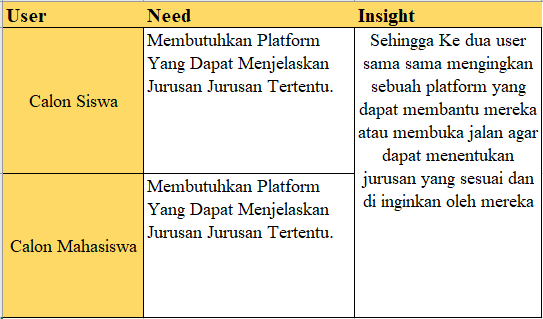 User Need Insight
Calon Siswa
Membutuhkan Platform
Yang Dapat Menjelaskan
Jurusan Jurusan Tertentu.
Sehingga Ke dua user
sama sama mengingkan
sebuah platform yang
dapat membantu mereka
atau membuka jalan agar
dapat menentukan
jurusan yang sesuai dan
di inginkan oleh mereka
Calon Mahasiswa
Membutuhkan Platform
Yang Dapat Menjelaskan
Jurusan Jurusan Tertentu.